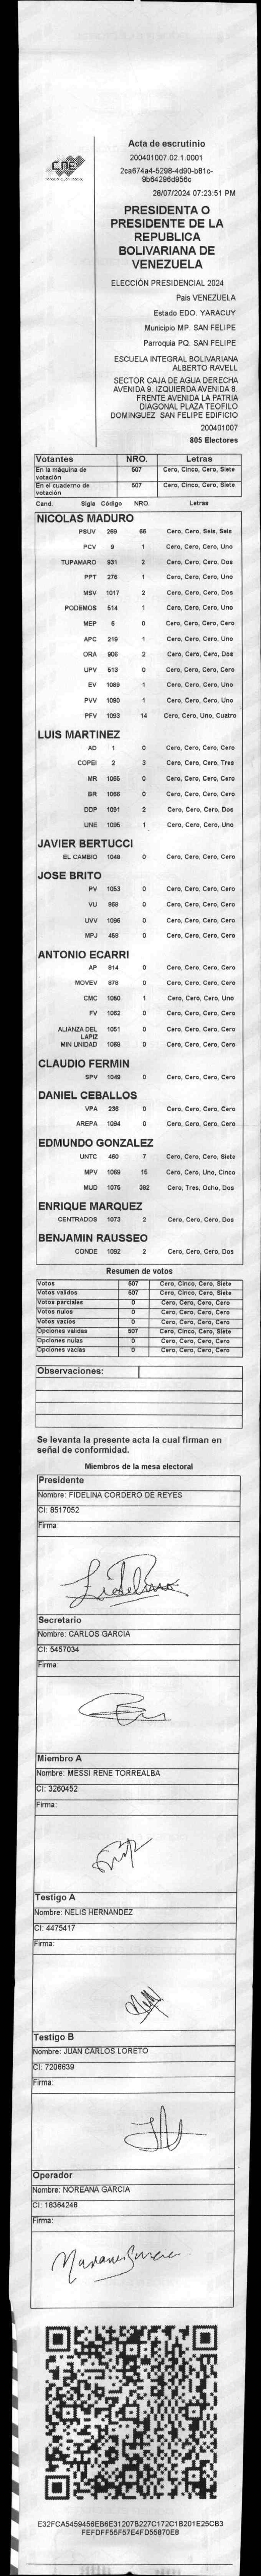 Acta de escrutinio
200401007.02.1.0001
2ca674a4-5298-4d90-b81c-
9b64296d956c
28/07/2024 07:23:51 PM
CNE
PRESIDENTA O
PRESIDENTE DE LA
REPUBLICA
BOLIVARIANA DE
VENEZUELA
ELECCIÓN PRESIDENCIAL 2024
Pais VENEZUELA
Estado EDO. YARACUY
Municipio MP. SAN FELIPE
Parroquia PQ. SAN FELIPE
ESCUELA INTEGRAL BOLIVARIANA
ALBERTO RAVELL
SECTOR CAJA DE AGUA DERECHA
AVENIDA 9. IZQUIERDA AVENIDA 8.
FRENTE AVENIDA LA PATRIA
DIAGONAL PLAZA TEOFILO
DOMINGUEZ SAN FELIPE EDIFICIO
200401007
805 Electores
Votantes NRO. Letras
En la máquina de votación 507 Cero, Cinco, Cero, Siete
En el cuaderno de votación 507 Cero, Cinco, Cero, Siete
Cand. Sigla Código NRO. Letras
NICOLAS MADURO
PSUV 269 66 Cero, Cero, Seis, Seis
PCV 9 1 Cero, Cero, Cero, Uno
TUPAMARO 931 2 Cero, Cero, Cero, Dos
PPT 276 1 Cero, Cero, Cero, Uno
MSV 1017 2 Cero, Cero, Cero, Dos
PODEMOS 514 1 Cero, Cero, Cero, Uno
MEP 6 0 Cero, Cero, Cero, Cero
APC 219 1 Cero, Cero, Cero, Uno
ORA 906 2 Cero, Cero, Cero, Dos
UPV 513 0 Cero, Cero, Cero, Cero
EV 1089 1 Cero, Cero, Cero, Uno
PVV 1090 1 Cero, Cero, Cero, Uno
PFV 1093 14 Cero, Cero, Uno, Cuatro
LUIS MARTINEZ
AD 1 0 Cero, Cero, Cero, Cero
COPEI 2 3 Cero, Cero, Cero, Tres
MR 1065 0 Cero, Cero, Cero, Cero
BR 1066 0 Cero, Cero, Cero, Cero
DDP 1091 2 Cero, Cero, Cero, Dos
UNE 1095 1 Cero, Cero, Cero, Uno
JAVIER BERTUCCI
EL CAMBIO 1048 0 Cero, Cero, Cero, Cero
JOSE BRITO
PV 1053 0 Cero, Cero, Cero, Cero
VU 868 0 Cero, Cero, Cero, Cero
UVV 1096 0 Cero, Cero, Cero, Cero
MPJ 458 0 Cero, Cero, Cero, Cero
ANTONIO ECARRI
AP 814 0 Cero, Cero, Cero, Cero
MOVEV 878 0 Cero, Cero, Cero, Cero
CMC 1060 1 Cero, Cero, Cero, Uno
FV 1062 0 Cero, Cero, Cero, Cero
ALIANZA DEL LAPIZ 1051 0 Cero, Cero, Cero, Cero
MIN UNIDAD 1068 0 Cero, Cero, Cero, Cero
CLAUDIO FERMIN
SPV 1049 0 Cero, Cero, Cero, Cero
DANIEL CEBALLOS
VPA 236 0 Cero, Cero, Cero, Cero
AREPA 1094 0 Cero, Cero, Cero, Cero
EDMUNDO GONZALEZ
UNTC 460 7 Cero, Cero, Cero, Siete
MPV 1069 15 Cero, Cero, Uno, Cinco
MUD 1075 382 Cero, Tres, Ocho, Dos
ENRIQUE MARQUEZ
CENTRADOS 1073 2 Cero, Cero, Cero, Dos
BENJAMIN RAUSSEO
CONDE 1092 2 Cero, Cero, Cero, Dos
Resumen de votos
Votos 507 Cero, Cinco, Cero, Siete
Votos validos 507 Cero, Cinco, Cero, Siete
Votos parciales 0 Cero, Cero, Cero, Cero
Votos nulos 0 Cero, Cero, Cero, Cero
Votos vacios 0 Cero, Cero, Cero, Cero
Opciones validas 507 Cero, Cinco, Cero, Siete
Opciones nulas 0 Cero, Cero, Cero, Cero
Opciones vacias 0 Cero, Cero, Cero, Cero
Observaciones:
Se levanta la presente acta la cual firman en
señal de conformidad.
Miembros de la mesa electoral
Presidente
Nombre: FIDELINA CORDERO DE REYES
CI: 8517052
Firma:
Secretario
Nombre: CARLOS GARCIA
CI: 5457034
Firma:
Miembro A
Nombre: MESSI RENE TORREALBA
CI: 3260452
Firma:
Testigo A
Nombre: NELIS HERNANDEZ
CI: 4475417
Firma:
Testigo B
Nombre: JUAN CARLOS LORETO
CI: 7206639
Firma:
Operador
Nombre: NOREANA GARCIA
CI: 18364248
Firma:
E32FCA5459456EB6E31207B227C172C1B201E25CB3
FEFDFF55F57E4FD55870E8